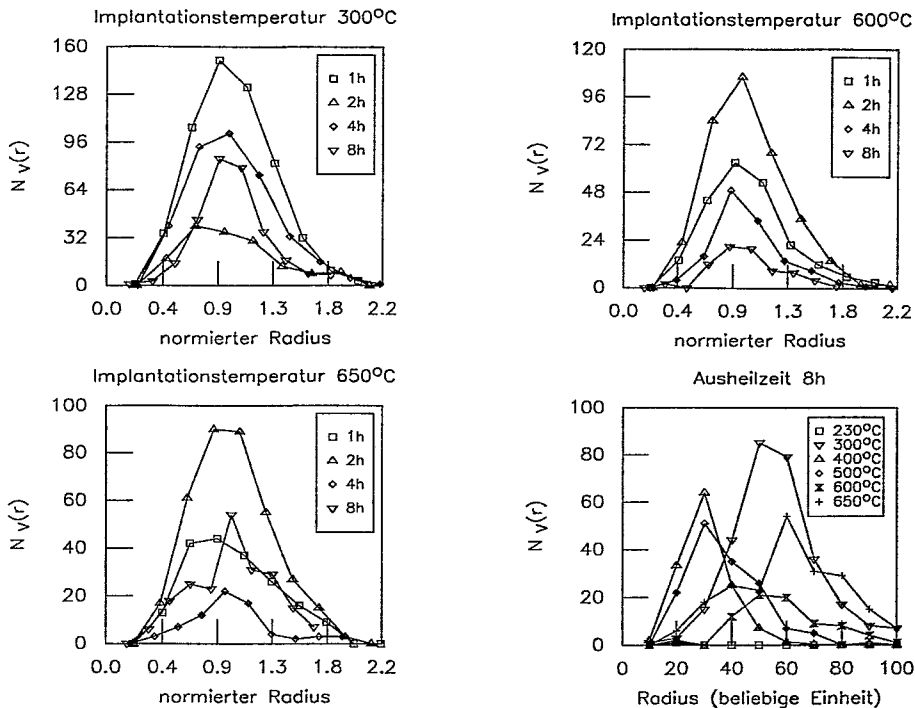 Implantationstemperatur 300°C
160
128
96
64
32
0
N v(r)
1h
2h
4h
8h
0.0 0.4 0.9 1.3 1.8 2.2
normierter Radius
Implantationstemperatur 600°C
120
96
72
48
24
0
N v(r)
1h
2h
4h
8h
0.0 0.4 0.9 1.3 1.8 2.2
normierter Radius
Implantationstemperatur 650°C
100
80
60
40
20
0
N v(r)
1h
2h
4h
8h
0.0 0.4 0.9 1.3 1.8 2.2
normierter Radius
Ausheilzeit 8h
100
80
60
40
20
0
N v(r)
230°C
300°C
400°C
500°C
600°C
650°C
0 20 40 60 80 100
Radius (beliebige Einheit)